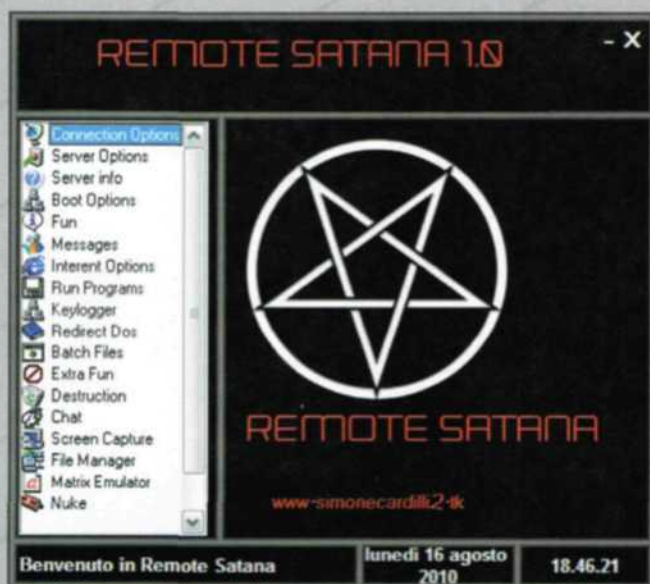 REMOTE SATANA 1.0
- X
Connection Options
Server Options
Server info
Boot Options
Fun
Messages
Interent Options
Run Programs
Keylogger
Redirect Dos
Batch Files
Extra Fun
Destruction
Chat
Screen Capture
File Manager
Matrix Emulator
Nuke
REMOTE SATANA
www-simonecardilli2-tk
Benvenuto in Remote Satana
lunedì 16 agosto
2010
18.46.21